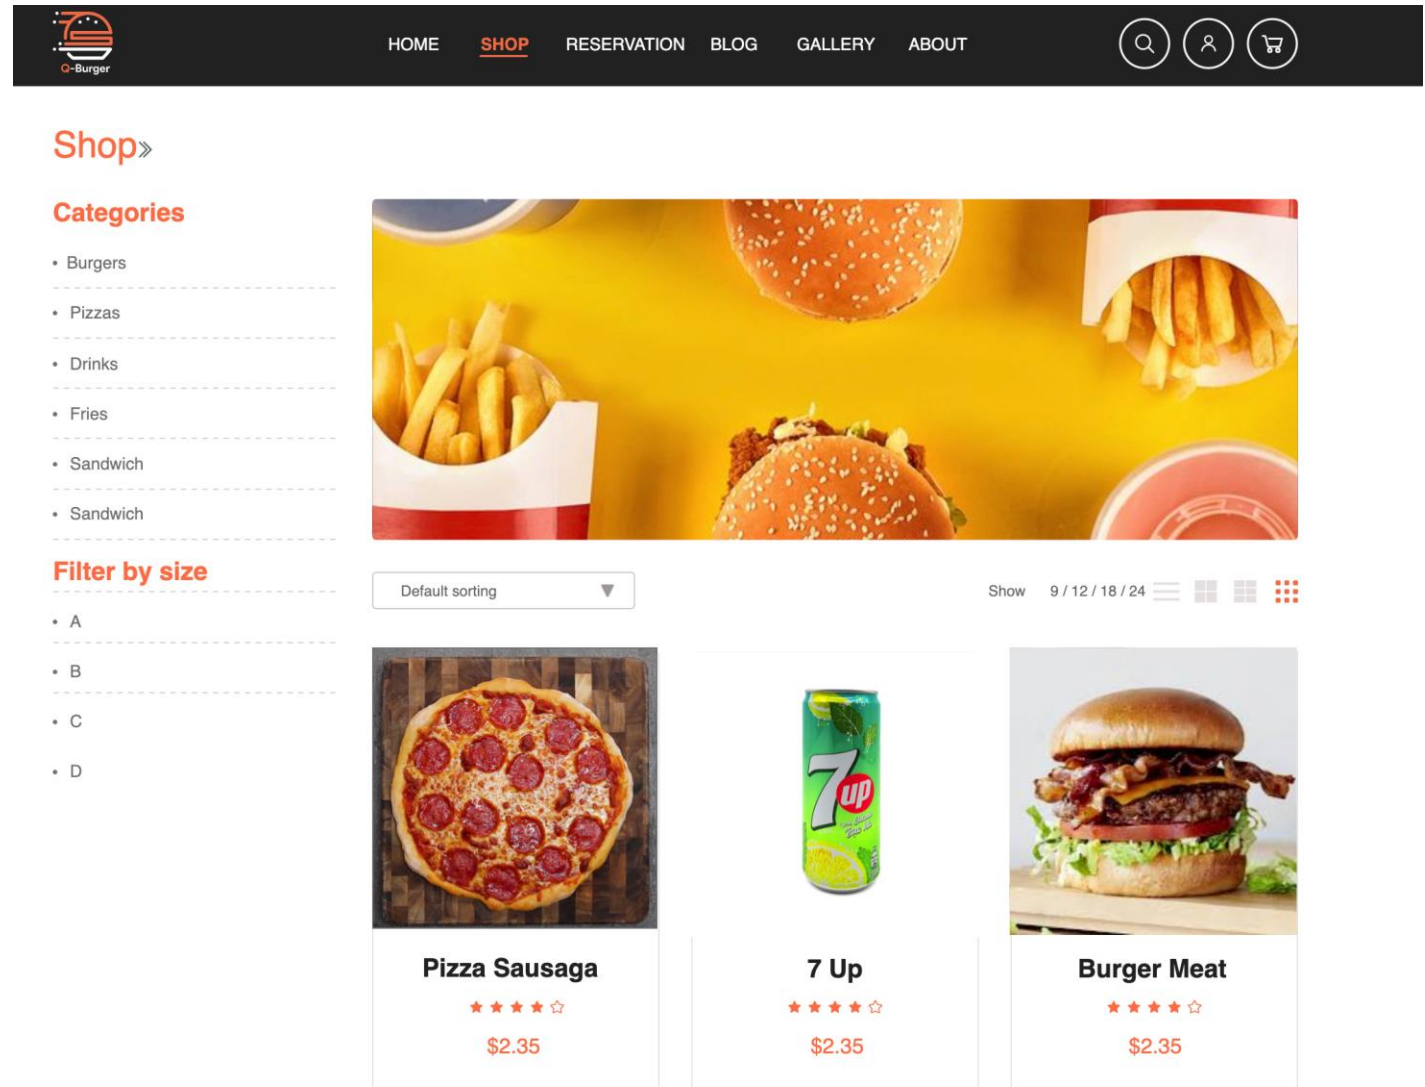 Q-Burger
HOME SHOP RESERVATION BLOG GALLERY ABOUT
Shop
Categories
• Burgers
• Pizzas
• Drinks
• Fries
• Sandwich
• Sandwich
Filter by size
• A
• B
• C
• D
Default sorting
Show 9 / 12 / 18 / 24
7up
Pizza Sausaga
$2.35
7 Up
$2.35
Burger Meat
$2.35